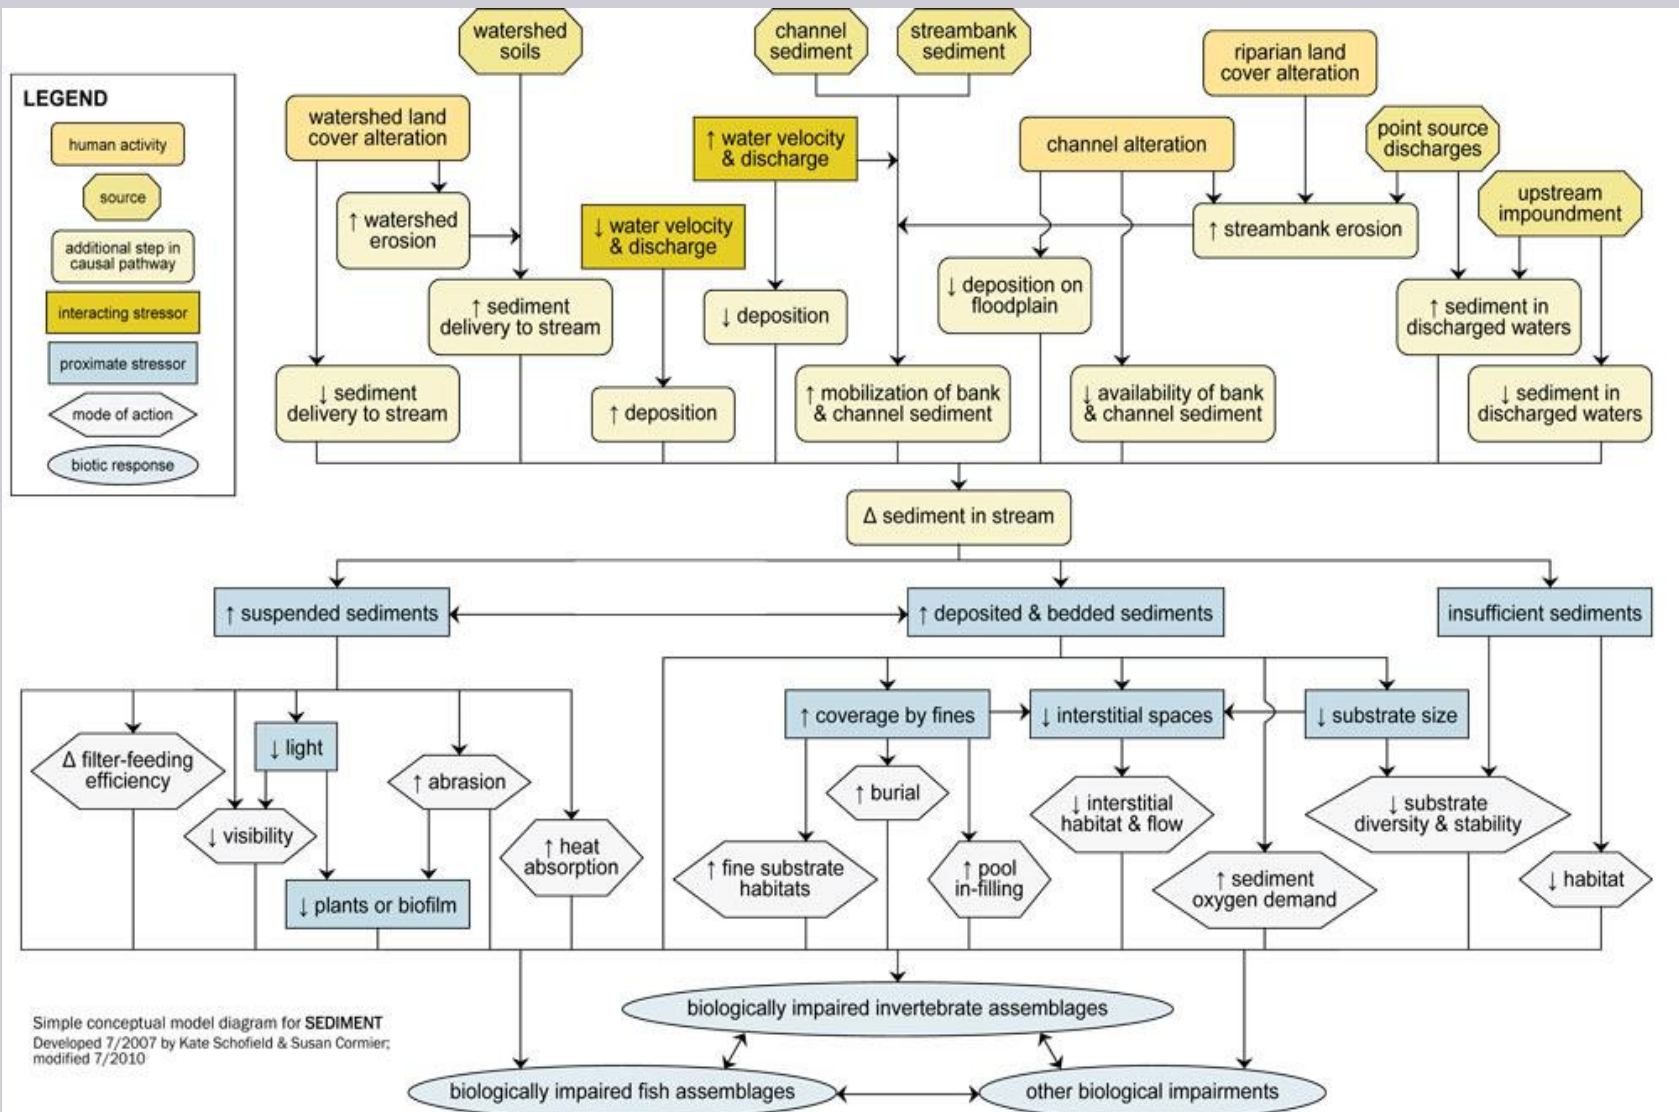 LEGEND
human activity
source
additional step in
causal pathway
interacting stressor
proximate stressor
mode of action
biotic response
watershed
soils
channel
sediment
streambank
sediment
riparian land
cover alteration
watershed land
cover alteration
↑ water velocity
& discharge
channel alteration
point source
discharges
upstream
impoundment
↑ watershed
erosion
↓ water velocity
& discharge
↑ streambank erosion
↑ sediment
delivery to stream
↓ deposition
↓ deposition on
floodplain
↑ sediment in
discharged waters
↓ sediment
delivery to stream
↑ deposition
↑ mobilization of bank
& channel sediment
↓ availability of bank
& channel sediment
↓ sediment in
discharged waters
Δ sediment in stream
↑ suspended sediments
↑ deposited & bedded sediments
insufficient sediments
↑ coverage by fines
↓ interstitial spaces
↓ substrate size
Δ filter-feeding
efficiency
↓ light
↑ abrasion
↓ visibility
↑ heat
absorption
↓ plants or biofilm
↑ burial
↓ interstitial
habitat & flow
↓ substrate
diversity & stability
↑ fine substrate
habitats
↑ pool
in-filling
↑ sediment
oxygen demand
↓ habitat
biologically impaired invertebrate assemblages
biologically impaired fish assemblages
other biological impairments
Simple conceptual model diagram for SEDIMENT
Developed 7/2007 by Kate Schofield & Susan Cormier;
modified 7/2010